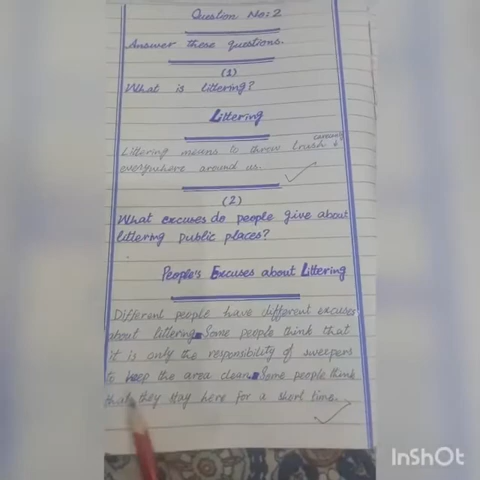 Question No: 2
Answer these questions.
(1)
What is littering?
Littering
carelessly
Littering means to throw trash
everywhere around us.
(2)
What excuses do people give about
littering public places?
People's Excuses about Littering
Different people have different excuses
about littering. Some people think that
it is only the responsibility of sweepers
to keep the area clean. Some people think
that they stay here for a short time.
InShOt